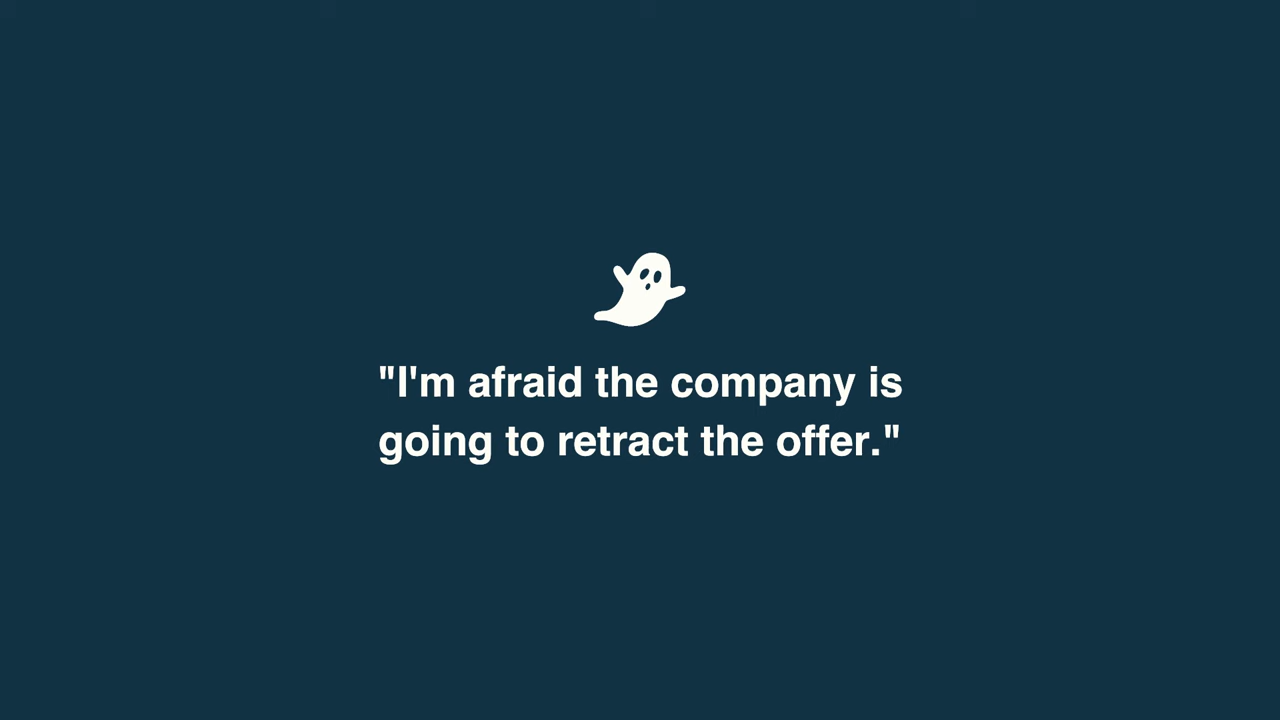 "I'm afraid the company is
going to retract the offer."